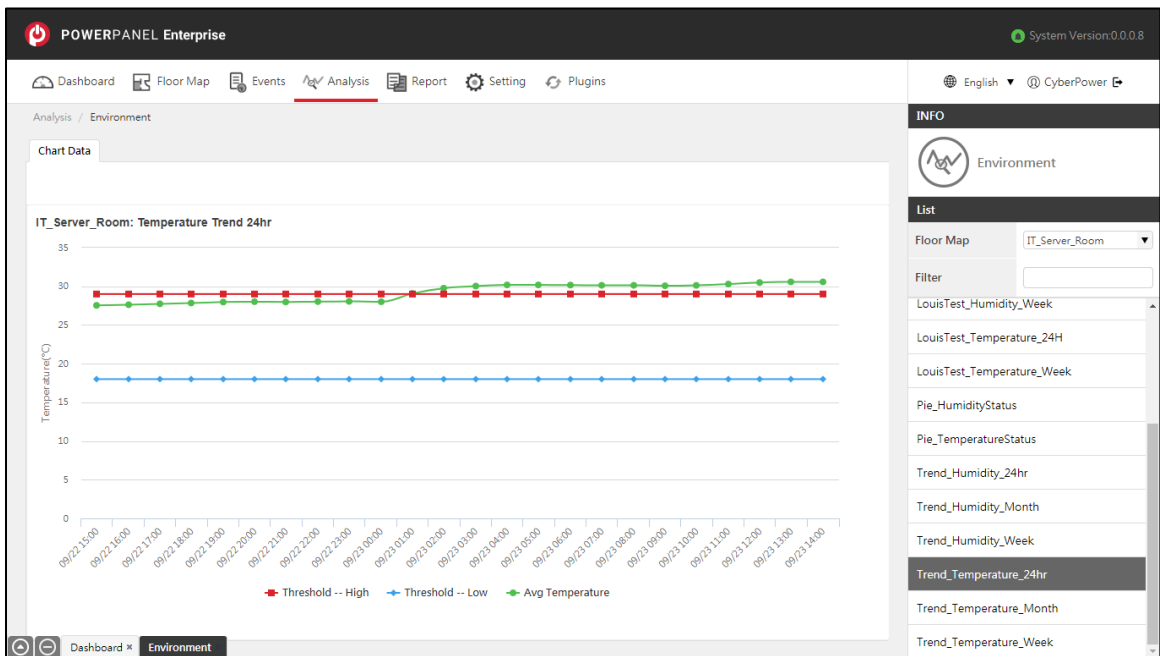 POWERPANEL Enterprise
System Version:0.0.0.8
Dashboard Floor Map Events Analysis Report Setting Plugins
English ▼ CyberPower
Analysis / Environment
Chart Data
IT_Server_Room: Temperature Trend 24hr
Temperature(°C)
35
30
25
20
15
10
5
0
09/22 15:00 09/22 16:00 09/22 17:00 09/22 18:00 09/22 19:00 09/22 20:00 09/22 21:00 09/22 22:00 09/22 23:00 09/23 00:00 09/23 01:00 09/23 02:00 09/23 03:00 09/23 04:00 09/23 05:00 09/23 06:00 09/23 07:00 09/23 08:00 09/23 09:00 09/23 10:00 09/23 11:00 09/23 12:00 09/23 13:00 09/23 14:00
Threshold -- High Threshold -- Low Avg Temperature
Dashboard × Environment
INFO
Environment
List
Floor Map IT_Server_Room ▼
Filter
LouisTest_Humidity_Week
LouisTest_Temperature_24H
LouisTest_Temperature_Week
Pie_HumidityStatus
Pie_TemperatureStatus
Trend_Humidity_24hr
Trend_Humidity_Month
Trend_Humidity_Week
Trend_Temperature_24hr
Trend_Temperature_Month
Trend_Temperature_Week